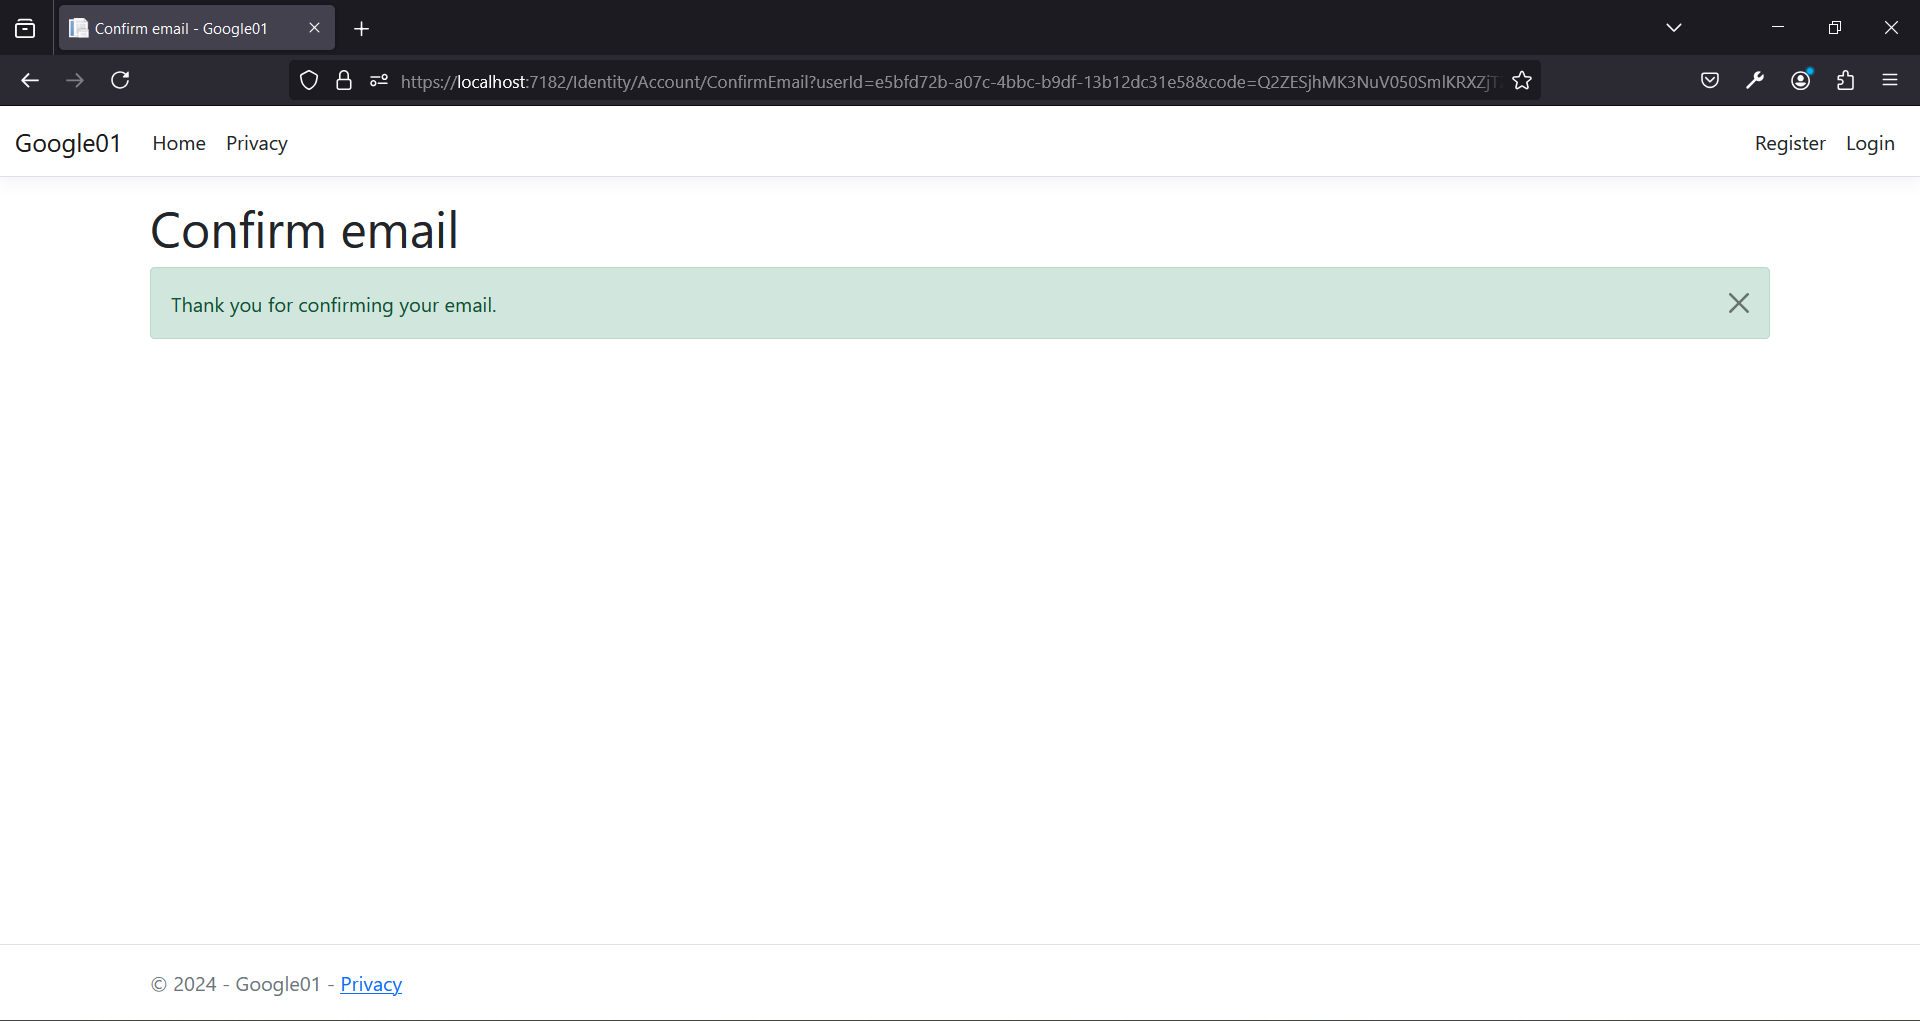 Confirm email - Google01
https://localhost:7182/Identity/Account/ConfirmEmail?userId=e5bfd72b-a07c-4bbc-b9df-13b12dc31e58&code=Q2ZESjhMK3NuV050SmlKRXZjT
Google01 Home Privacy Register Login
Confirm email
Thank you for confirming your email.
© 2024 - Google01 - Privacy